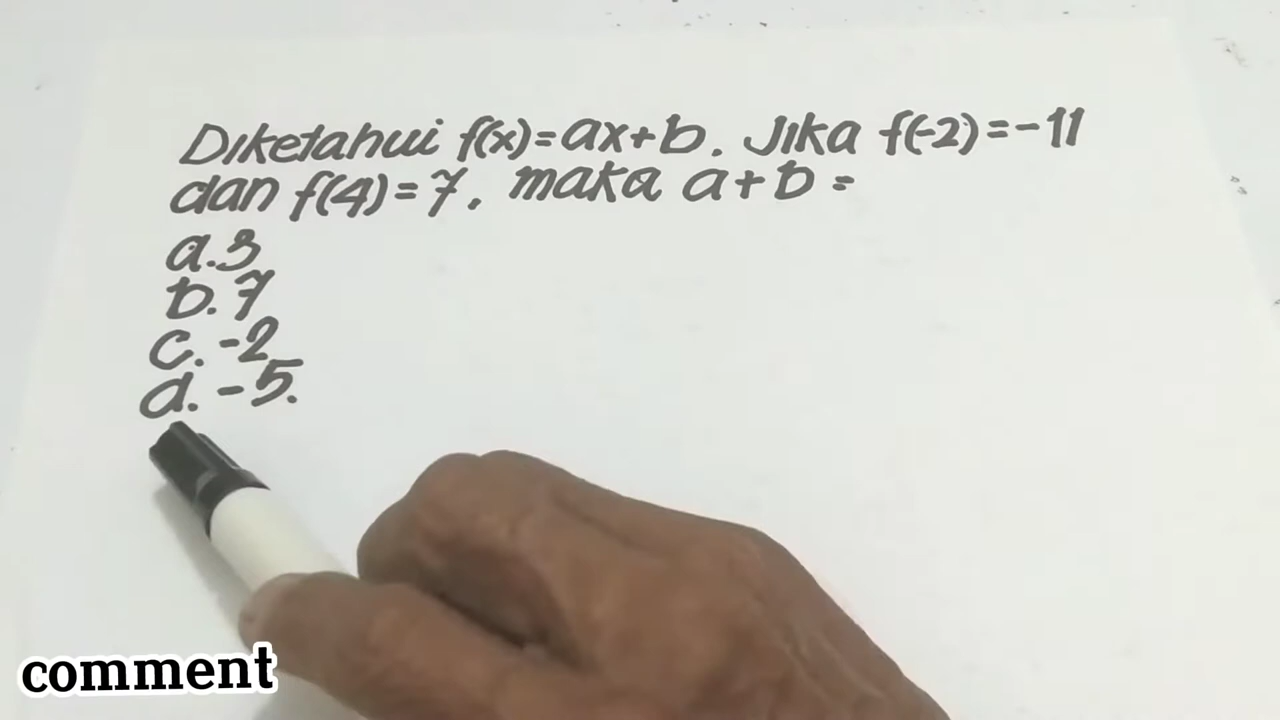 Diketahui f(x)=ax+b. Jika f(-2)=-11
dan f(4)=7, maka a+b=
a.3
b.7
c.-2
d.-5.
comment